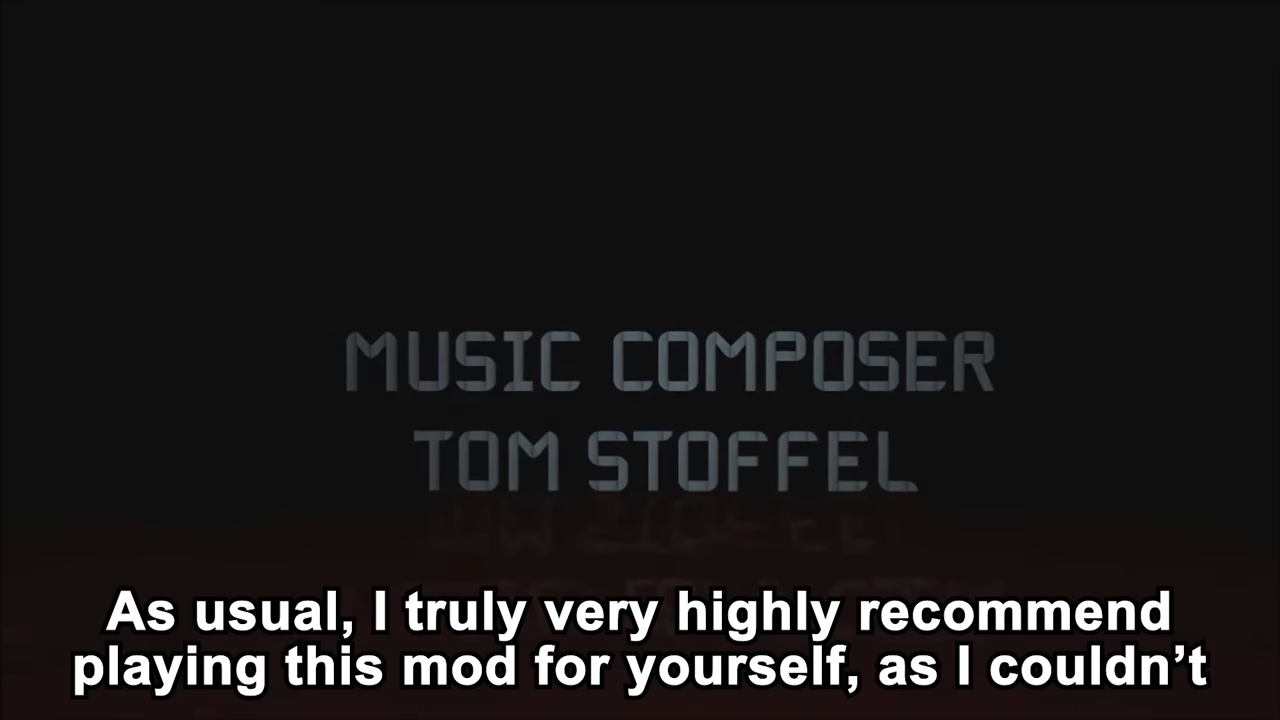 MUSIC COMPOSER
TOM STOFFEL
As usual, I truly very highly recommend
playing this mod for yourself, as I couldn’t